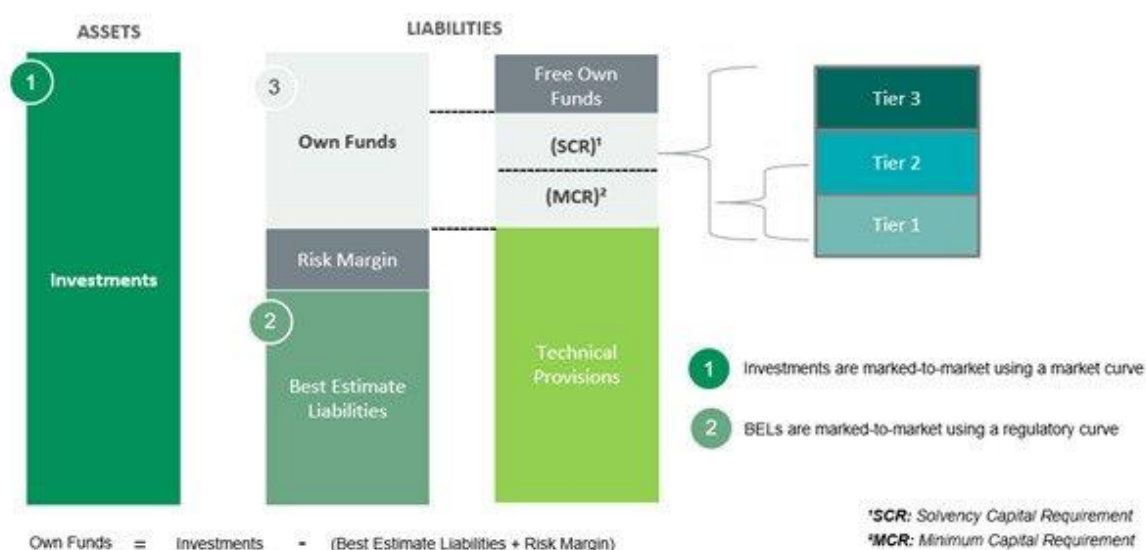 ASSETS
LIABILITIES
1
Investments
3
Own Funds
Risk Margin
2
Best Estimate
Liabilities
Free Own
Funds
(SCR)¹
(MCR)²
Technical
Provisions
Tier 3
Tier 2
Tier 1
1 Investments are marked-to-market using a market curve
2 BELs are marked-to-market using a regulatory curve
¹SCR: Solvency Capital Requirement
²MCR: Minimum Capital Requirement
Own Funds = Investments - (Best Estimate Liabilities + Risk Margin)